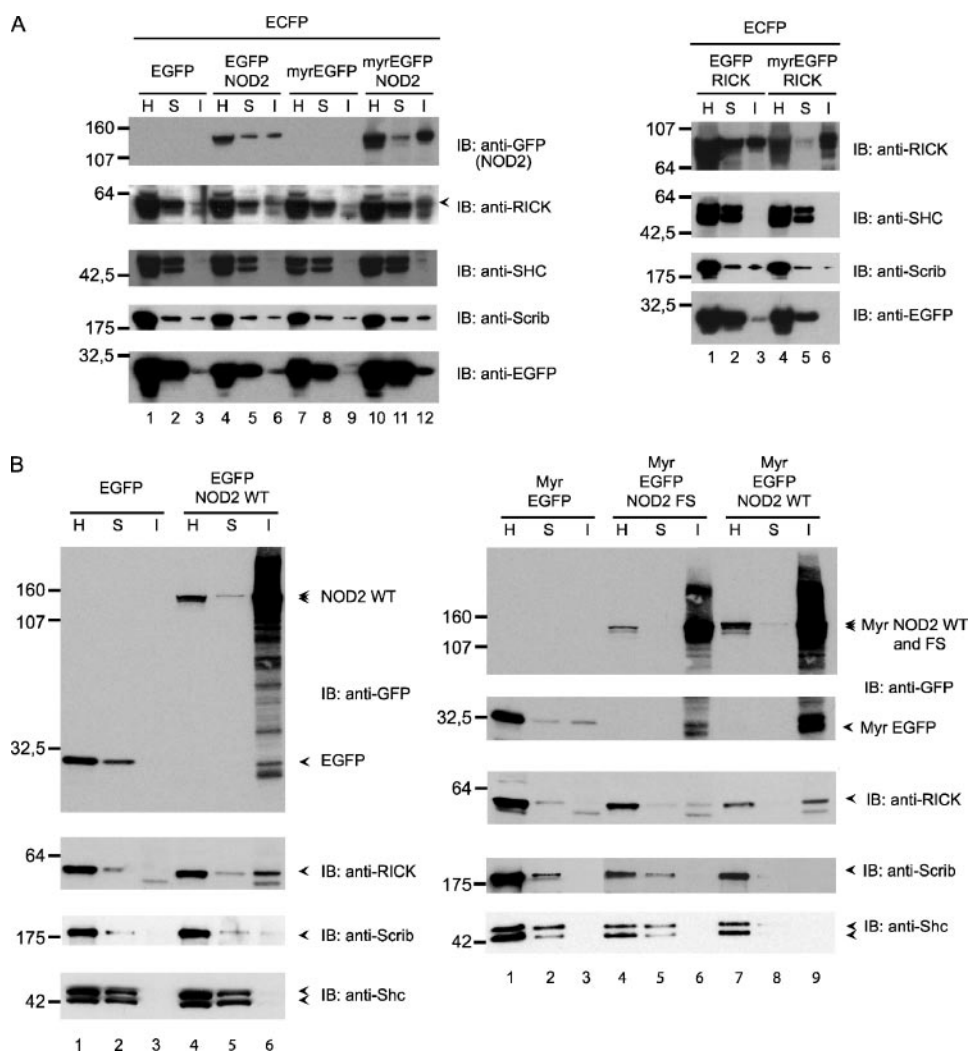 A
ECFP
EGFP
EGFP
NOD2
myrEGFP
myrEGFP
NOD2
H S I H S I H S I H S I
160
107
IB: anti-GFP
(NOD2)
64
IB: anti-RICK
42,5
IB: anti-SHC
175
IB: anti-Scrib
32,5
IB: anti-EGFP
1 2 3 4 5 6 7 8 9 10 11 12
ECFP
EGFP
RICK
myrEGFP
RICK
H S I H S I
107
64
IB: anti-RICK
42,5
IB: anti-SHC
175
IB: anti-Scrib
32,5
IB: anti-EGFP
1 2 3 4 5 6
B
EGFP
EGFP
NOD2 WT
H S I H S I
160
107
NOD2 WT
IB: anti-GFP
32,5
EGFP
64
IB: anti-RICK
175
IB: anti-Scrib
42
IB: anti-Shc
1 2 3 4 5 6
Myr
EGFP
Myr
EGFP
NOD2 FS
Myr
EGFP
NOD2 WT
H S I H S I H S I
160
107
Myr NOD2 WT
and FS
IB: anti-GFP
32,5
Myr EGFP
64
IB: anti-RICK
175
IB: anti-Scrib
42
IB: anti-Shc
1 2 3 4 5 6 7 8 9